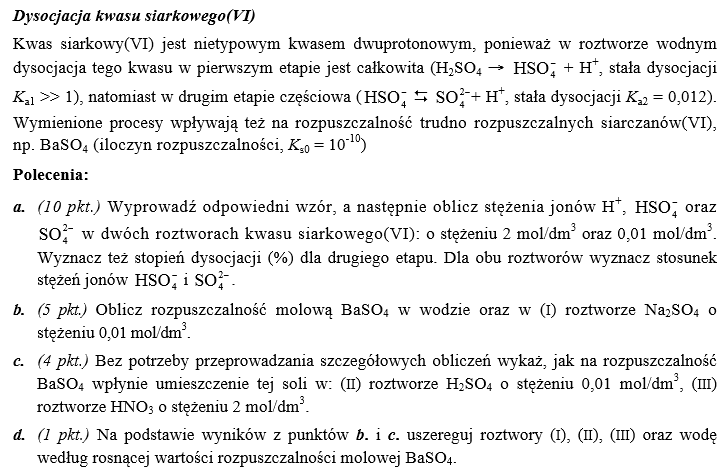 Dysocjacja kwasu siarkowego(VI)
Kwas siarkowy(VI) jest nietypowym kwasem dwuprotonowym, ponieważ w roztworze wodnym
dysocjacja tego kwasu w pierwszym etapie jest całkowita (H₂SO₄ → HSO₄⁻ + H⁺, stała dysocjacji
Kₐ₁ >> 1), natomiast w drugim etapie częściowa (HSO₄⁻ ⇆ SO₄²⁻+ H⁺, stała dysocjacji Kₐ₂ = 0,012).
Wymienione procesy wpływają też na rozpuszczalność trudno rozpuszczalnych siarczanów(VI),
np. BaSO₄ (iloczyn rozpuszczalności, Kₛ₀ = 10⁻¹⁰)
Polecenia:
a. (10 pkt.) Wyprowadź odpowiedni wzór, a następnie oblicz stężenia jonów H⁺, HSO₄⁻ oraz
SO₄²⁻ w dwóch roztworach kwasu siarkowego(VI): o stężeniu 2 mol/dm³ oraz 0,01 mol/dm³.
Wyznacz też stopień dysocjacji (%) dla drugiego etapu. Dla obu roztworów wyznacz stosunek
stężeń jonów HSO₄⁻ i SO₄²⁻.
b. (5 pkt.) Oblicz rozpuszczalność molową BaSO₄ w wodzie oraz w (I) roztworze Na₂SO₄ o
stężeniu 0,01 mol/dm³.
c. (4 pkt.) Bez potrzeby przeprowadzania szczegółowych obliczeń wykaż, jak na rozpuszczalność
BaSO₄ wpłynie umieszczenie tej soli w: (II) roztworze H₂SO₄ o stężeniu 0,01 mol/dm³, (III)
roztworze HNO₃ o stężeniu 2 mol/dm³.
d. (1 pkt.) Na podstawie wyników z punktów b. i c. uszereguj roztwory (I), (II), (III) oraz wodę
według rosnącej wartości rozpuszczalności molowej BaSO₄.